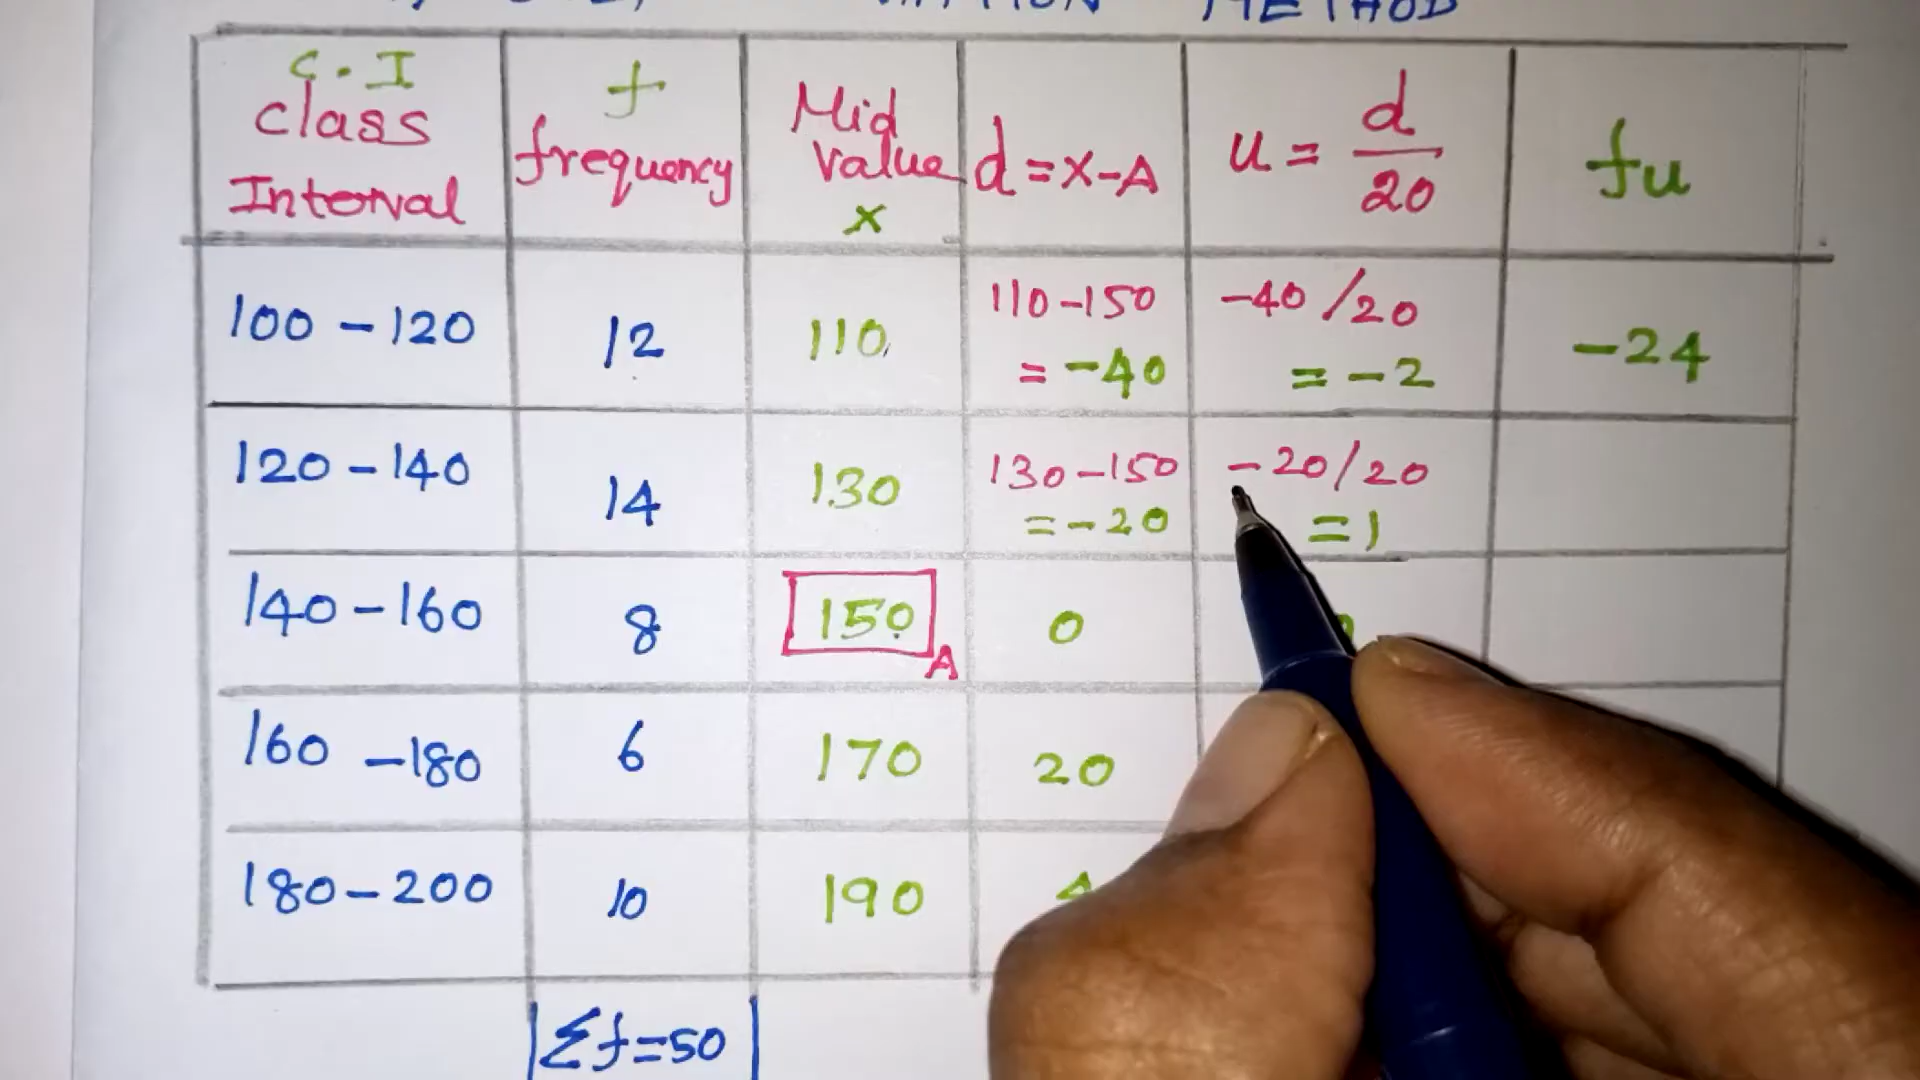 METHOD
C.I
class
Interval
f
frequency
Mid
value
x
d = x-A
u = d/20
fu
100 - 120
12
110
110-150
= -40
-40/20
= -2
-24
120 - 140
14
130
130-150
= -20
-20/20
= 1
140 - 160
8
150
A
0
160 - 180
6
170
20
180 - 200
10
190
Σf=50